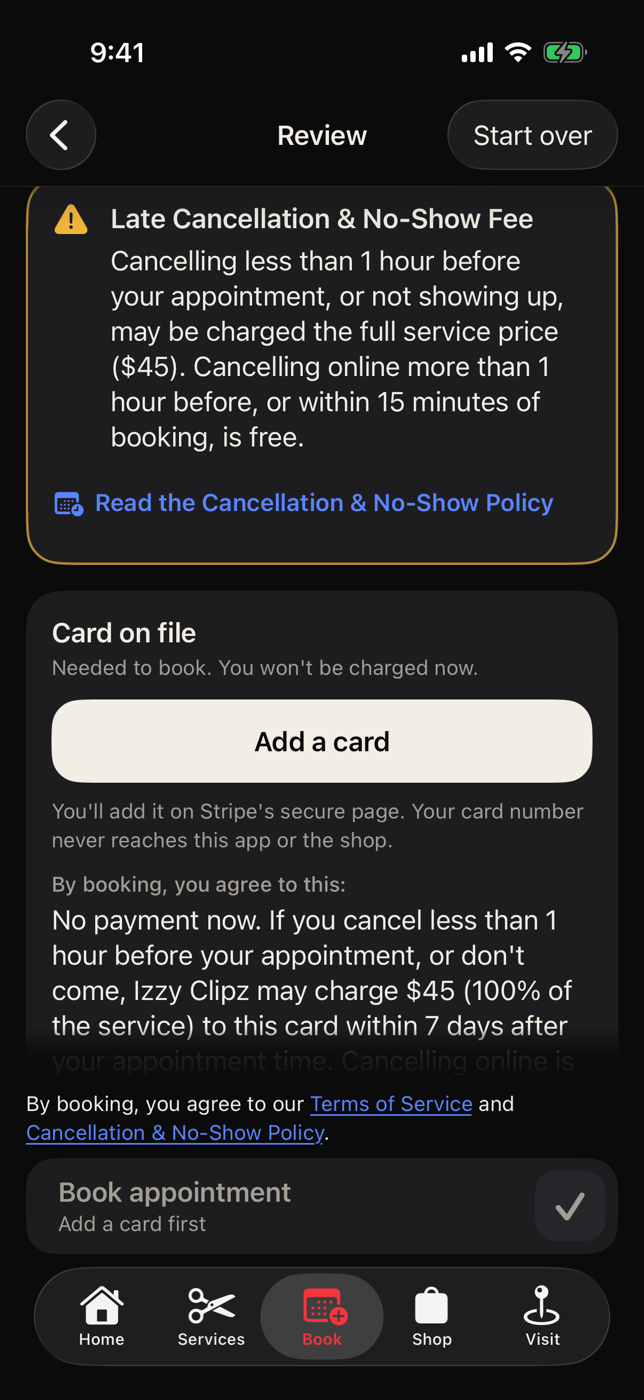 9:41
Review
Start over
Late Cancellation & No-Show Fee
Cancelling less than 1 hour before
your appointment, or not showing up,
may be charged the full service price
($45). Cancelling online more than 1
hour before, or within 15 minutes of
booking, is free.
Read the Cancellation & No-Show Policy
Card on file
Needed to book. You won't be charged now.
Add a card
You'll add it on Stripe's secure page. Your card number
never reaches this app or the shop.
By booking, you agree to this:
No payment now. If you cancel less than 1
hour before your appointment, or don't
come, Izzy Clipz may charge $45 (100% of
the service) to this card within 7 days after
your appointment time. Cancelling online is
By booking, you agree to our Terms of Service and
Cancellation & No-Show Policy.
Book appointment
Add a card first
Home
Services
Book
Shop
Visit